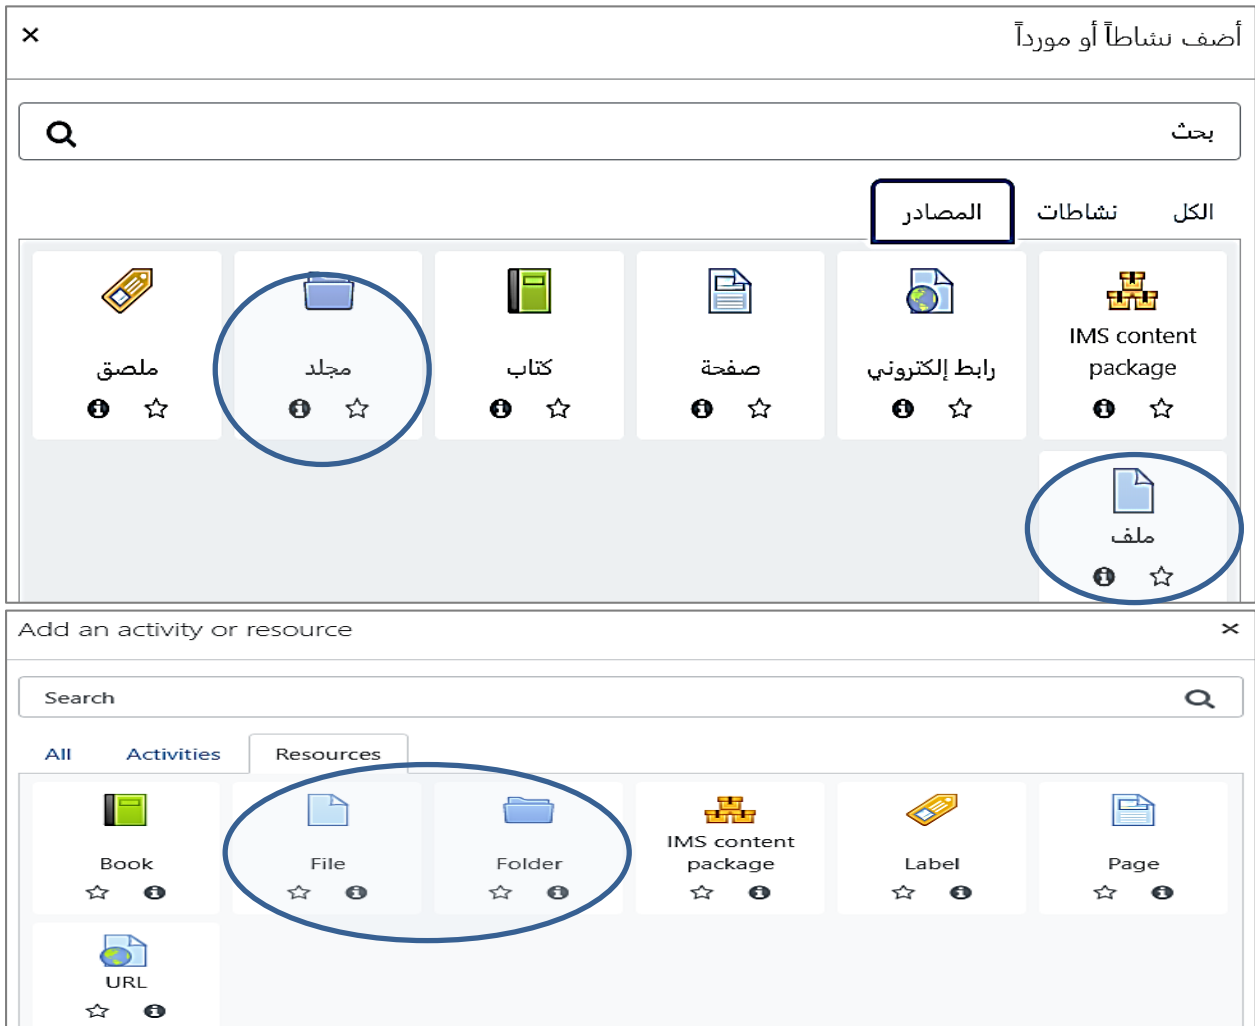 أضف نشاطاً أو مورداً
بحث
الكل نشاطات المصادر
IMS content
package
رابط إلكتروني
صفحة
كتاب
مجلد
ملصق
ملف
Add an activity or resource
Search
All Activities Resources
Book
File
Folder
IMS content
package
Label
Page
URL